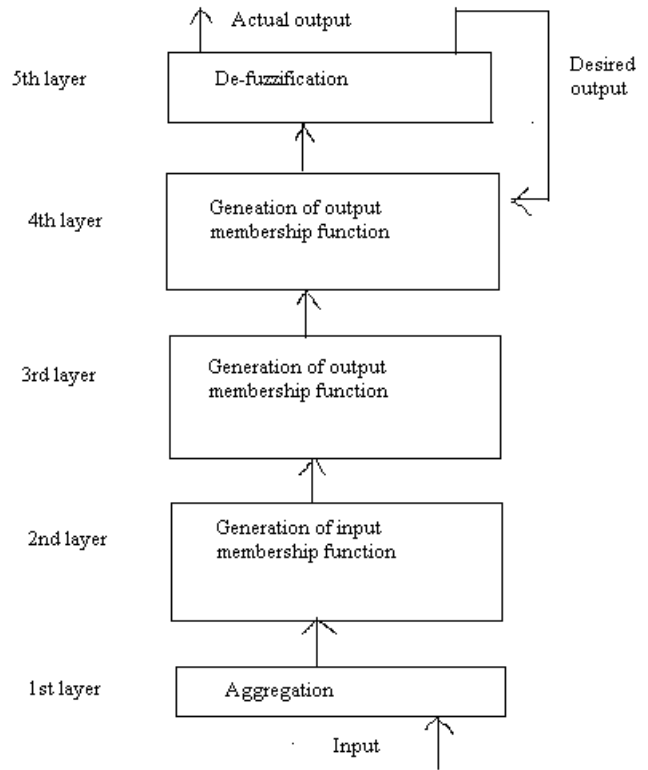 Actual output
5th layer
De-fuzzification
Desired
output
4th layer
Geneation of output
membership function
3rd layer
Generation of output
membership function
2nd layer
Generation of input
membership function
1st layer
Aggregation
Input